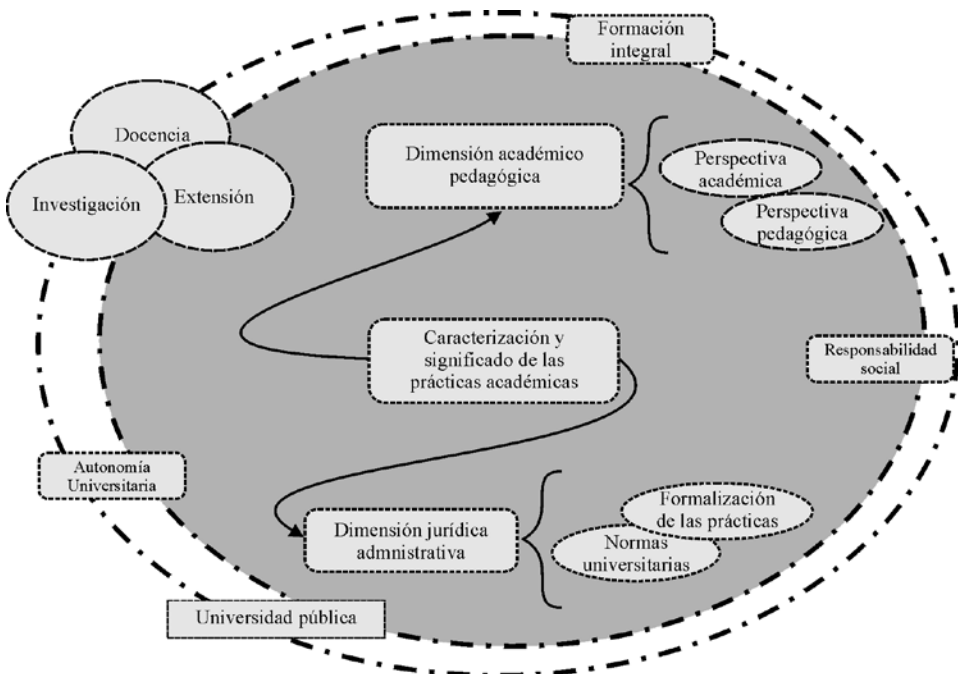 Formación
integral
Docencia
Investigación
Extensión
Dimensión académico
pedagógica
Perspectiva
académica
Perspectiva
pedagógica
Caracterización y
significado de las
prácticas académicas
Responsabilidad
social
Autonomía
Universitaria
Dimensión jurídica
admnistrativa
Formalización
de las prácticas
Normas
universitarias
Universidad pública